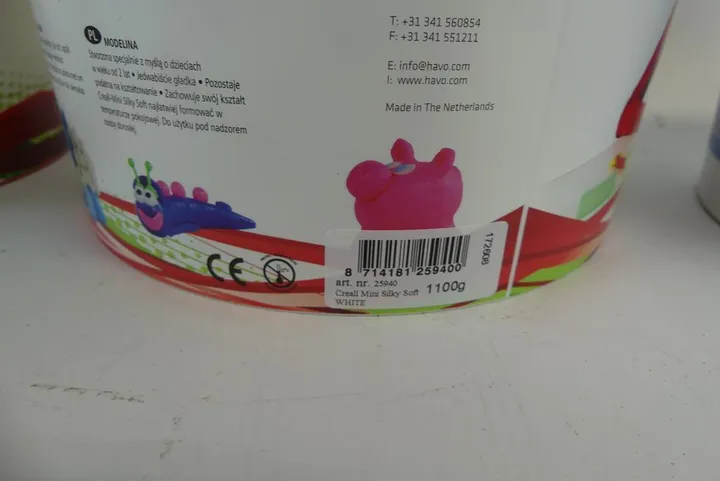 PL MODELINA
Stworzona specjalnie z myślą o dzieciach
w wieku od 2 lat • Jedwabiście gładka • Pozostaje
podatna na kształtowanie • Zachowuje swój kształt
Creall-Mini Silky Soft najłatwiej formować w
temperaturze pokojowej. Do użytku pod nadzorem
osoby dorosłej.
T: +31 341 560854
F: +31 341 551211
E: info@havo.com
I: www.havo.com
Made in The Netherlands
CE
8 714181 259400
172608
art. nr. 25940
Creall Mini Silky Soft 1100g
WHITE